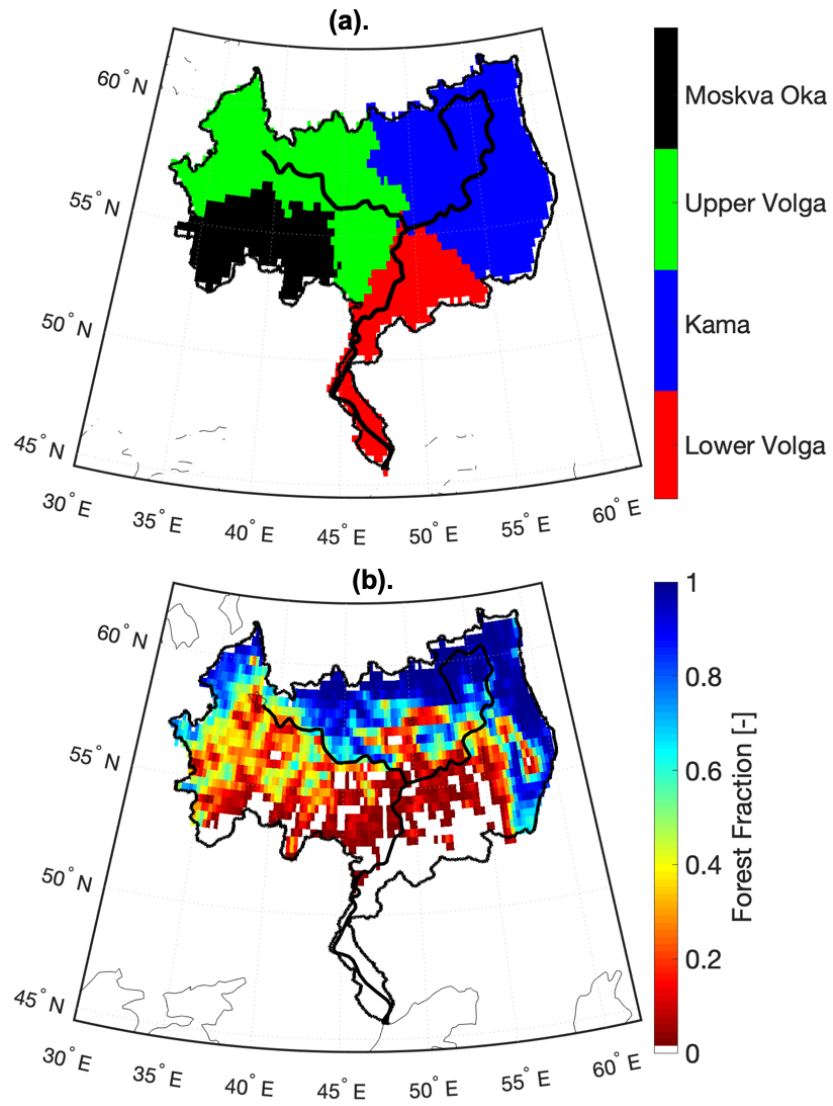 (a).
60° N
55° N
50° N
45° N
30° E
35° E
40° E
45° E
50° E
55° E
60° E
Moskva Oka
Upper Volga
Kama
Lower Volga
(b).
60° N
55° N
50° N
45° N
30° E
35° E
40° E
45° E
50° E
55° E
60° E
1
0.8
0.6
0.4
0.2
0
Forest Fraction [-]